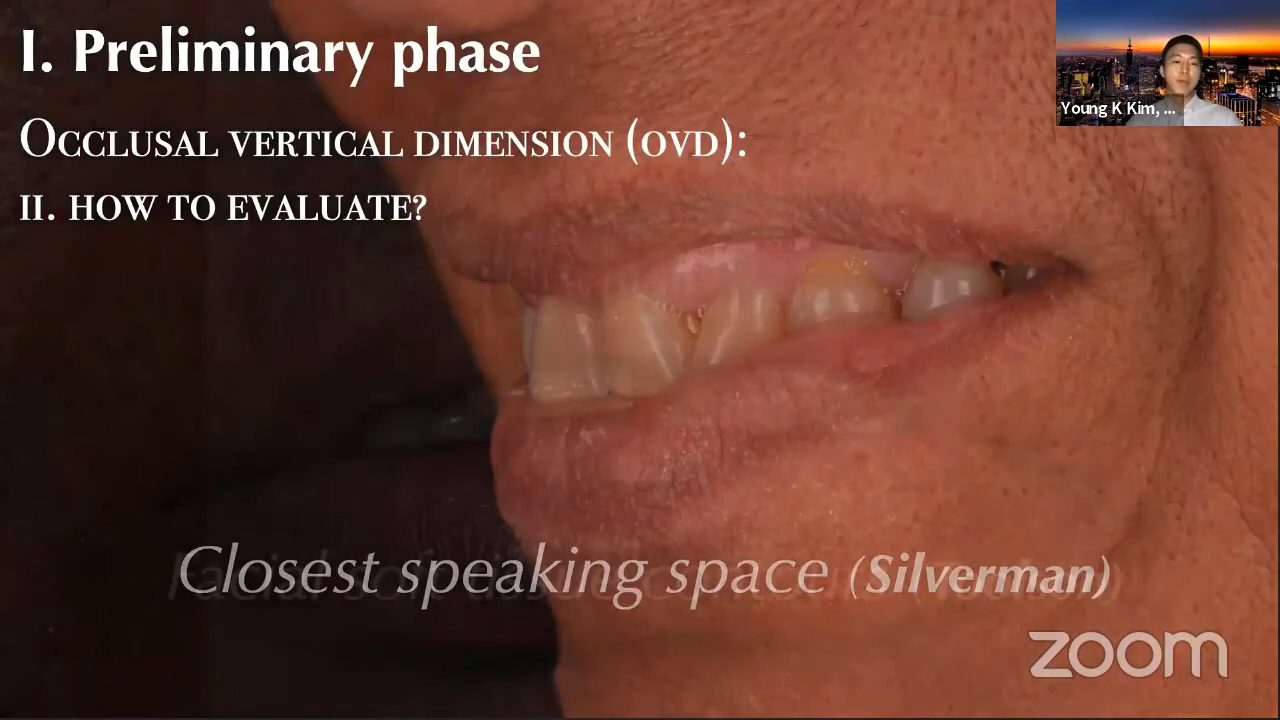 I. Preliminary phase
Young K Kim, ...
Occlusal vertical dimension (ovd):
ii. how to evaluate?
Closest speaking space (Silverman)
zoom